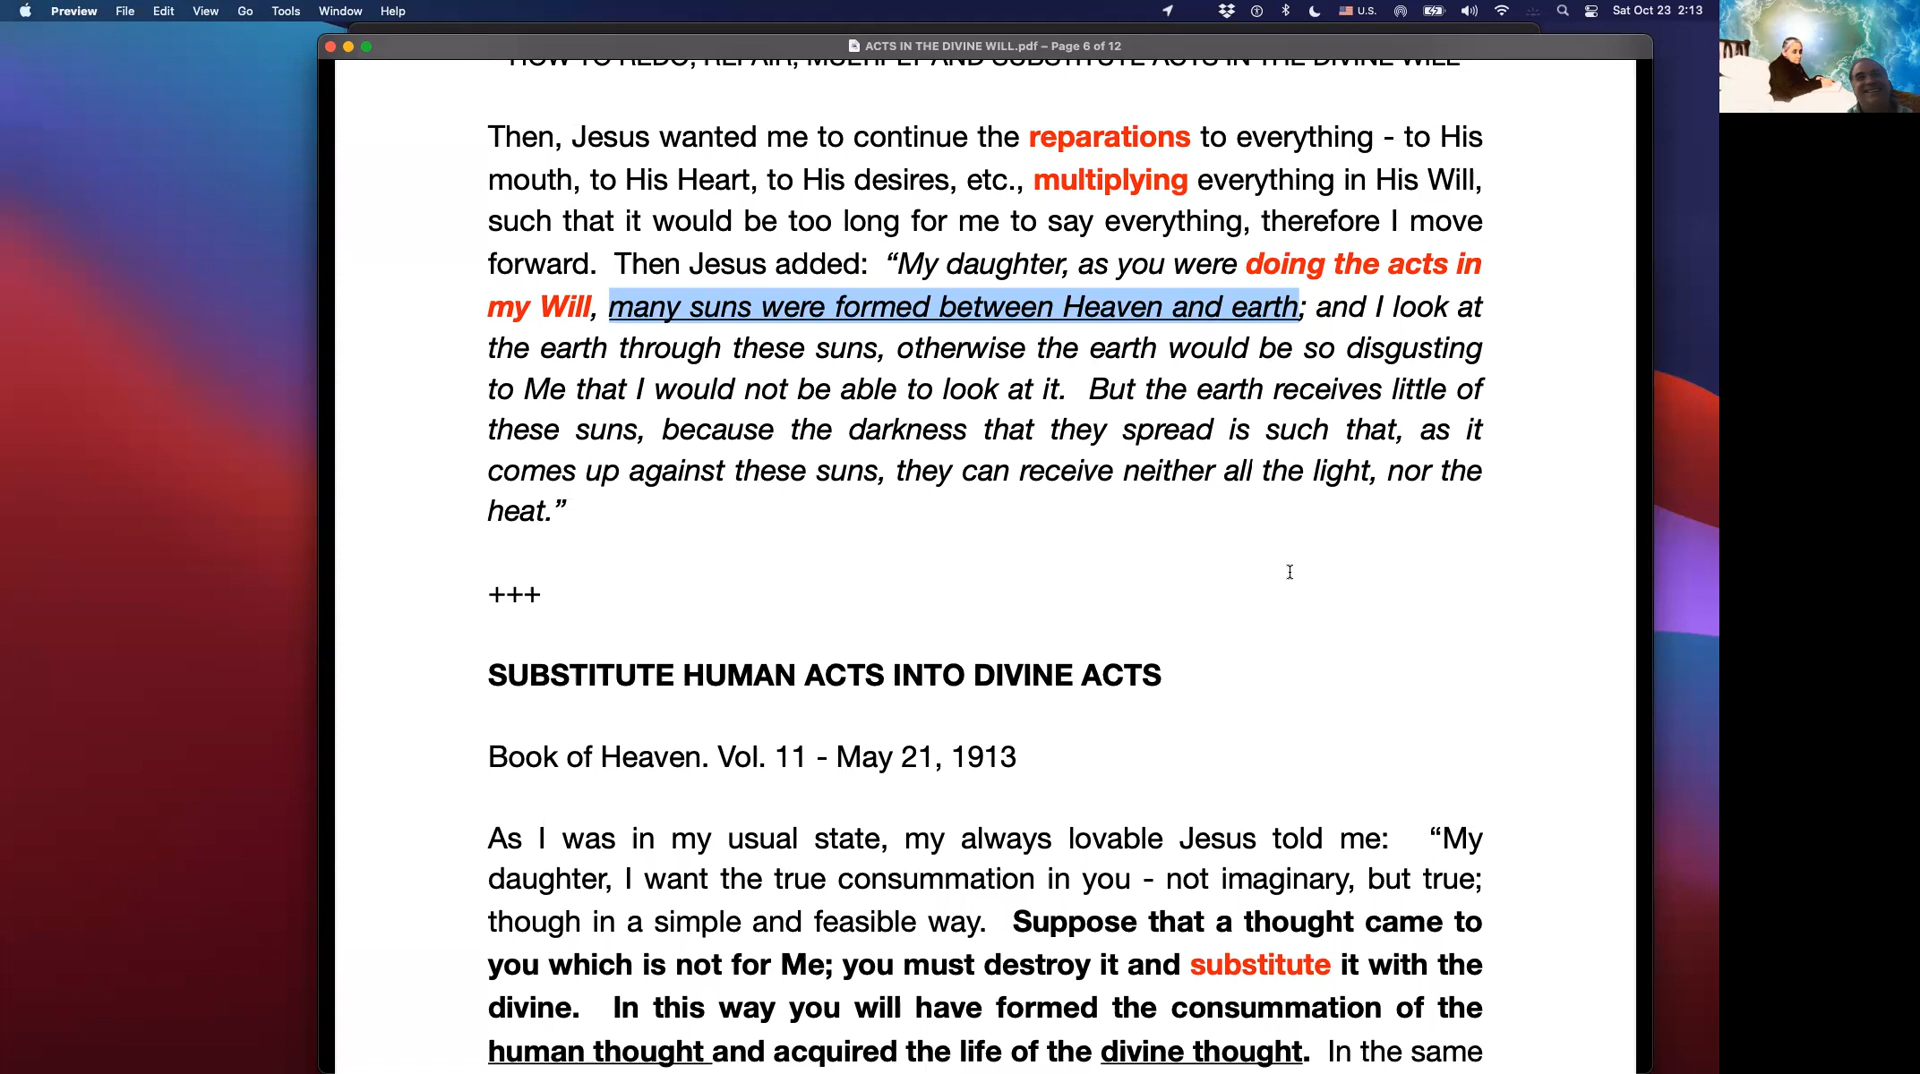 Preview File Edit View Go Tools Window Help U.S. Sat Oct 23 2:13
ACTS IN THE DIVINE WILL.pdf – Page 6 of 12
HOW TO REDO, REPAIR, MULTIPLY AND SUBSTITUTE ACTS IN THE DIVINE WILL
Then, Jesus wanted me to continue the reparations to everything - to His
mouth, to His Heart, to His desires, etc., multiplying everything in His Will,
such that it would be too long for me to say everything, therefore I move
forward. Then Jesus added: “My daughter, as you were doing the acts in
my Will, many suns were formed between Heaven and earth; and I look at
the earth through these suns, otherwise the earth would be so disgusting
to Me that I would not be able to look at it. But the earth receives little of
these suns, because the darkness that they spread is such that, as it
comes up against these suns, they can receive neither all the light, nor the
heat.”
+++
SUBSTITUTE HUMAN ACTS INTO DIVINE ACTS
Book of Heaven. Vol. 11 - May 21, 1913
As I was in my usual state, my always lovable Jesus told me: “My
daughter, I want the true consummation in you - not imaginary, but true;
though in a simple and feasible way. Suppose that a thought came to
you which is not for Me; you must destroy it and substitute it with the
divine. In this way you will have formed the consummation of the
human thought and acquired the life of the divine thought. In the same